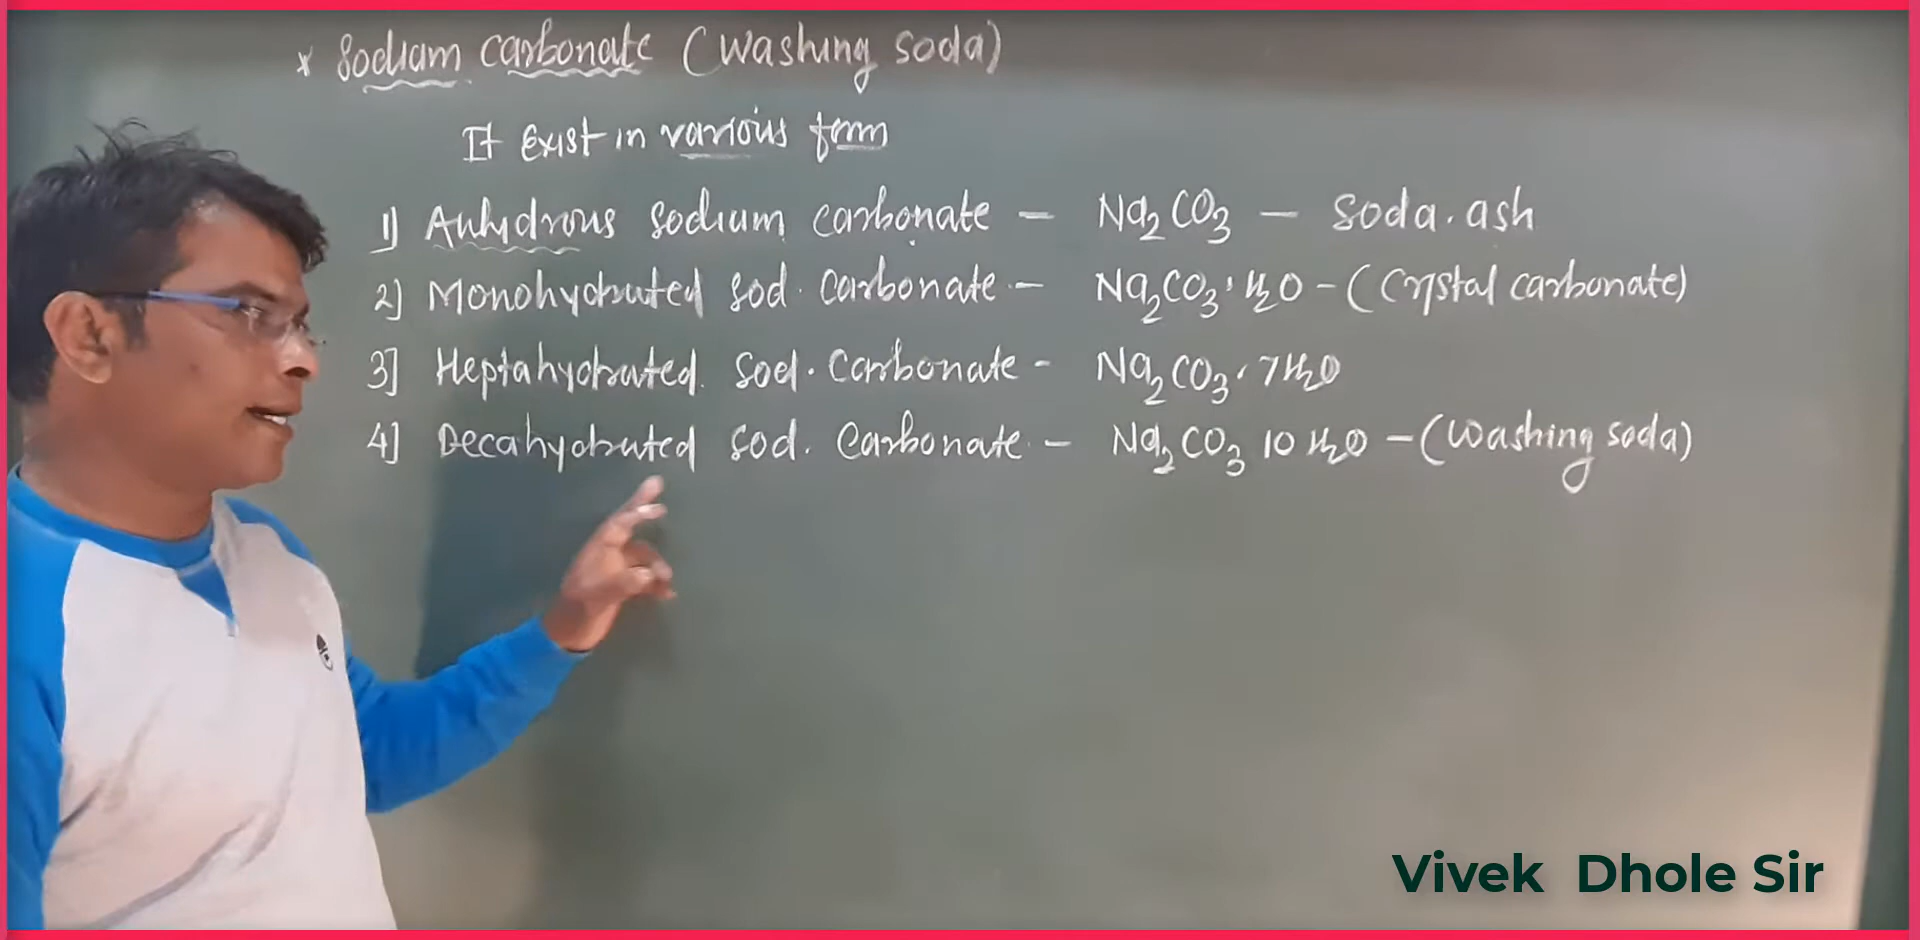 * Sodium carbonate (Washing soda)
It Exist in various form
1) Anhydrous sodium carbonate - Na₂CO₃ - soda.ash
2] Monohydrated sod. carbonate - Na₂CO₃·H₂O - (Crystal carbonate)
3] Heptahydrated. sod. carbonate - Na₂CO₃·7H₂O
4] Decahydrated sod. carbonate - Na₂CO₃ 10 H₂O - (Washing soda)
Vivek Dhole Sir